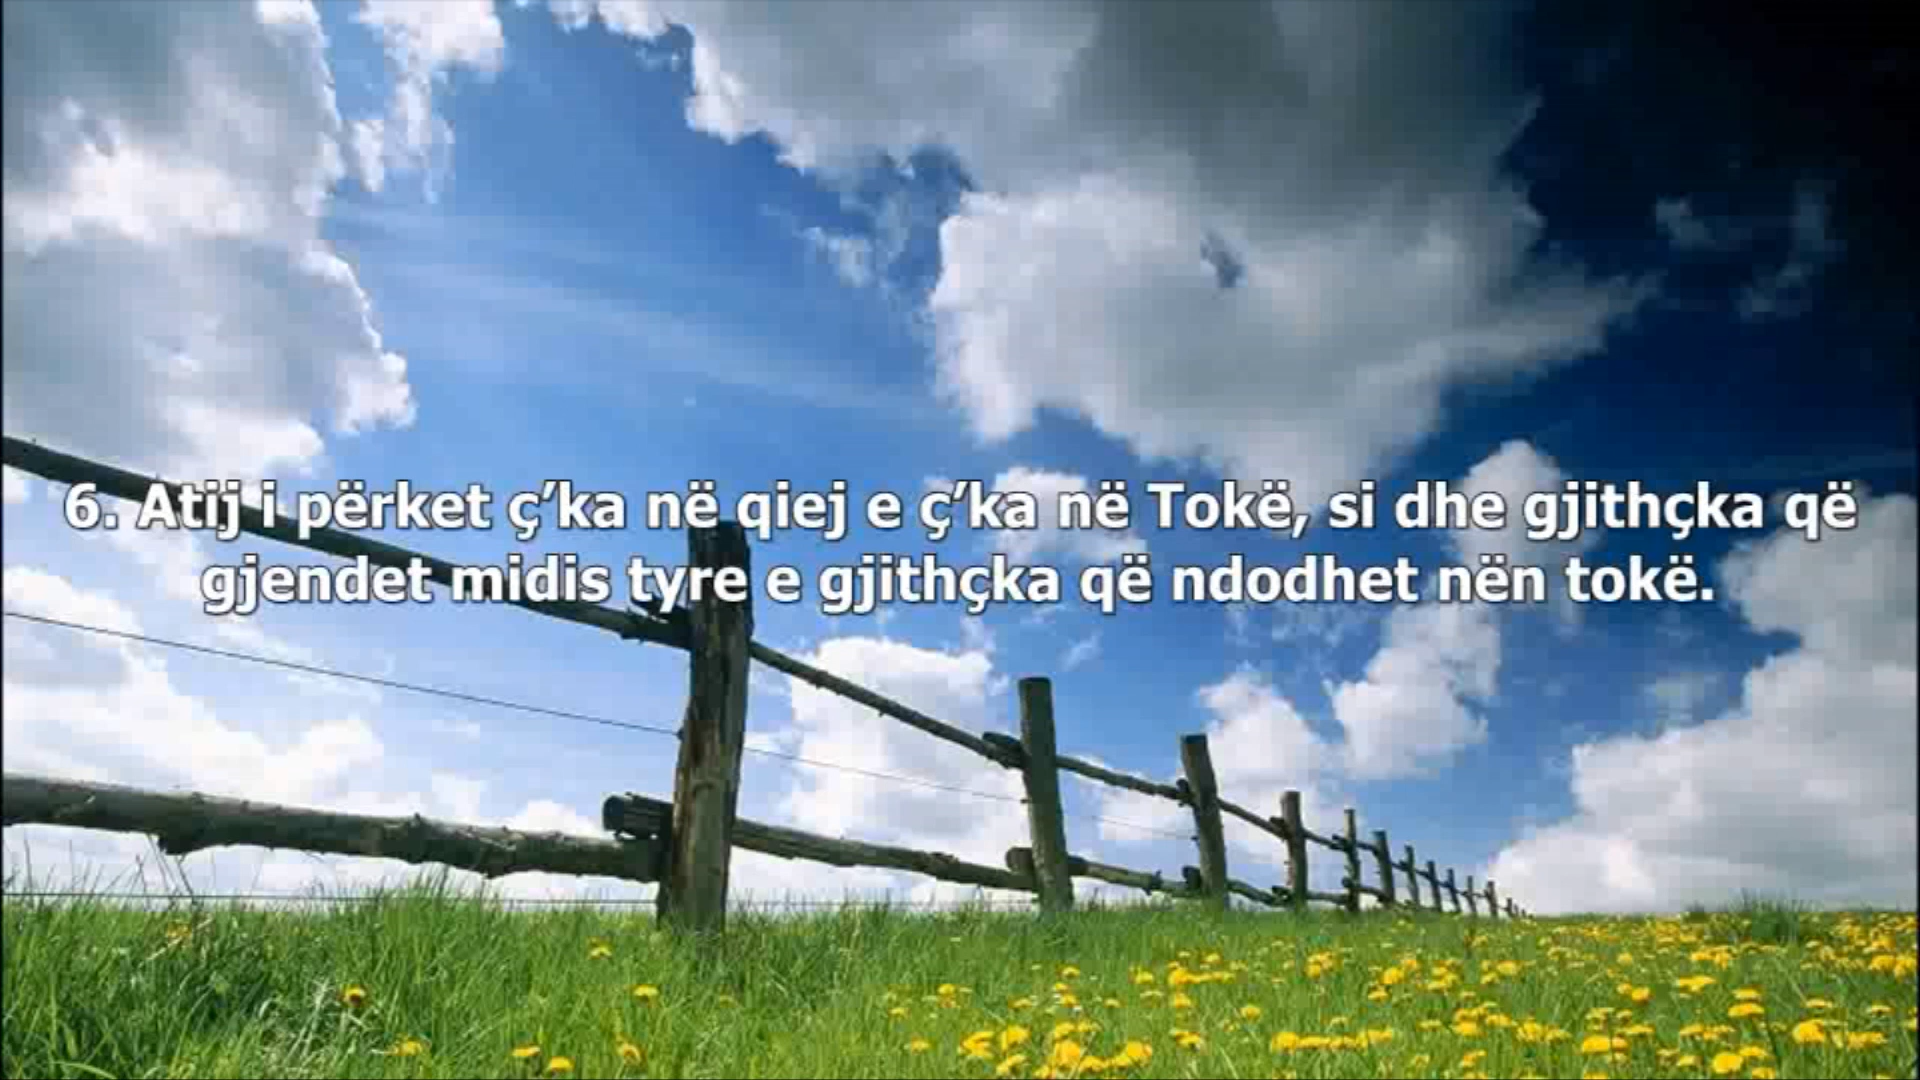 6. Atij i përket ç’ka në qiej e ç’ka në Tokë, si dhe gjithçka që
gjendet midis tyre e gjithçka që ndodhet nën tokë.